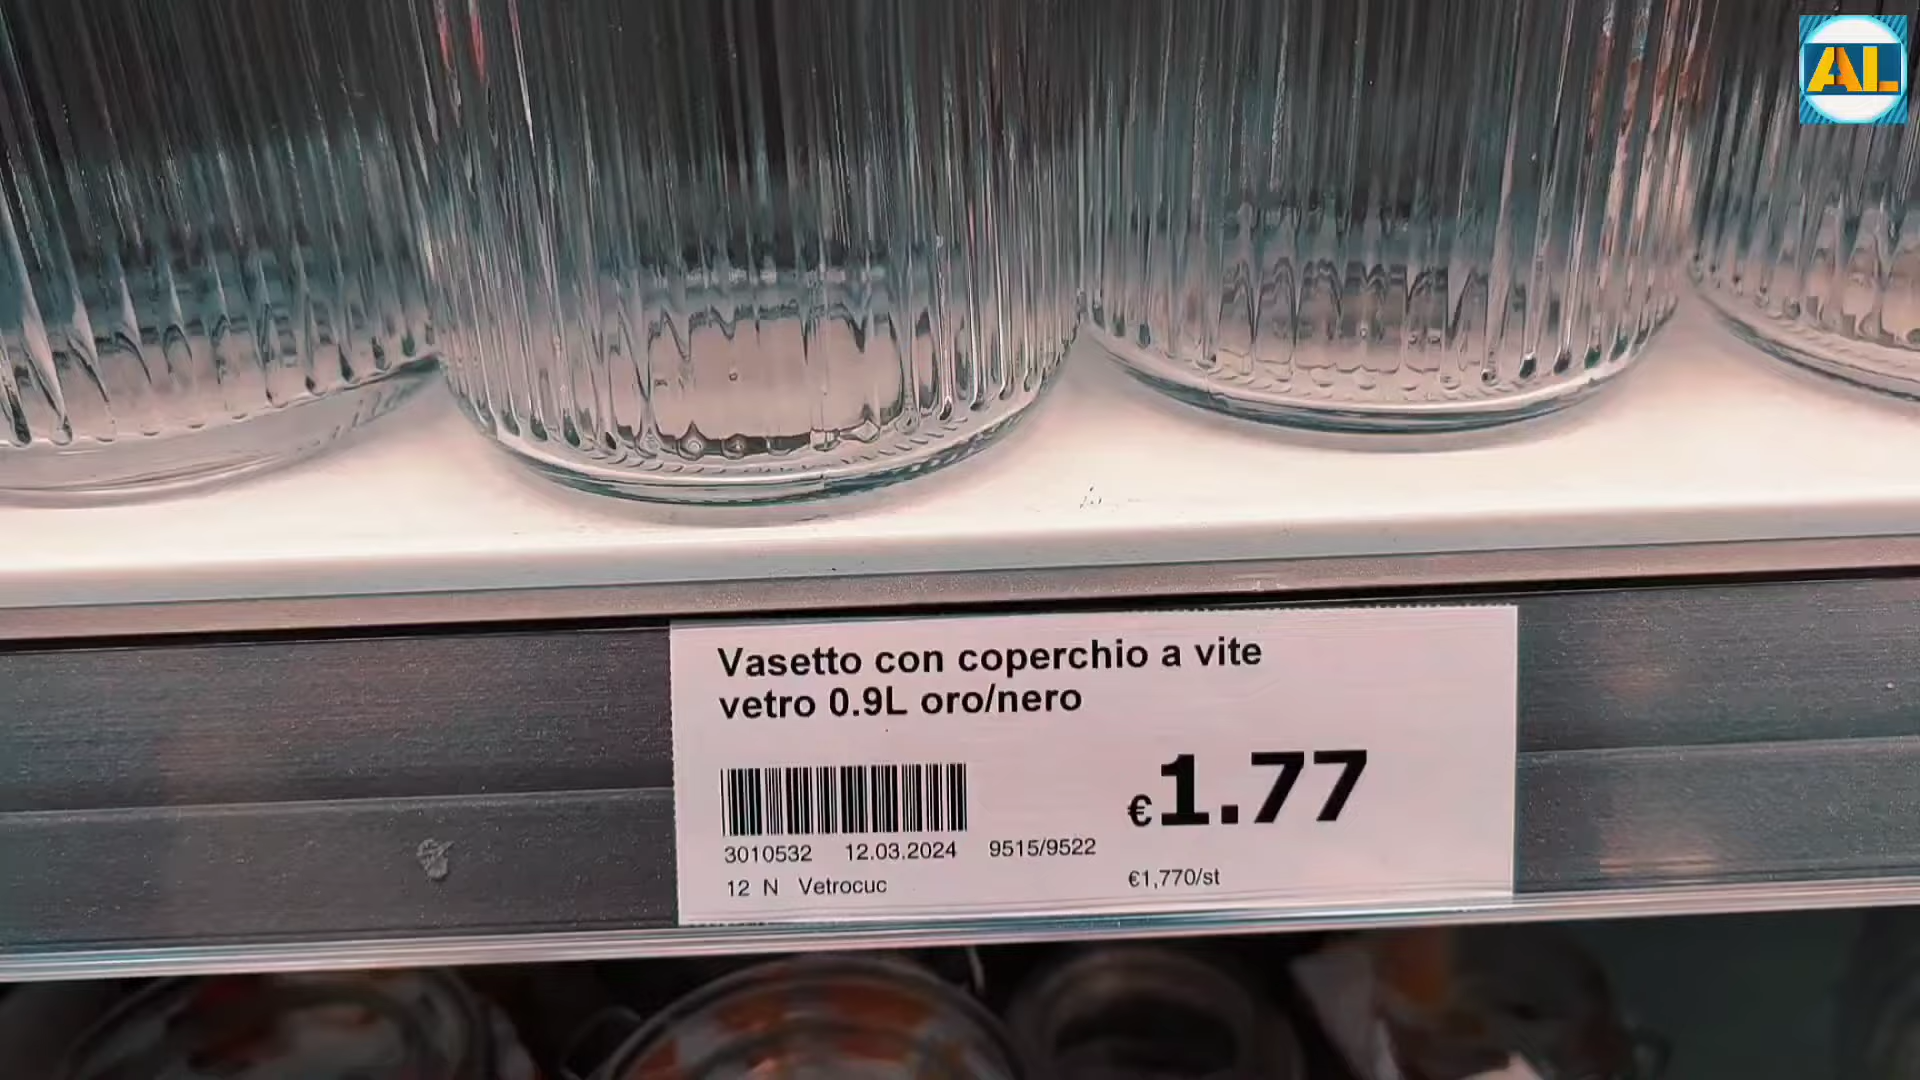 AL
Vasetto con coperchio a vite
vetro 0.9L oro/nero
€1.77
3010532 12.03.2024 9515/9522
12 N Vetrocuc
€1,770/st